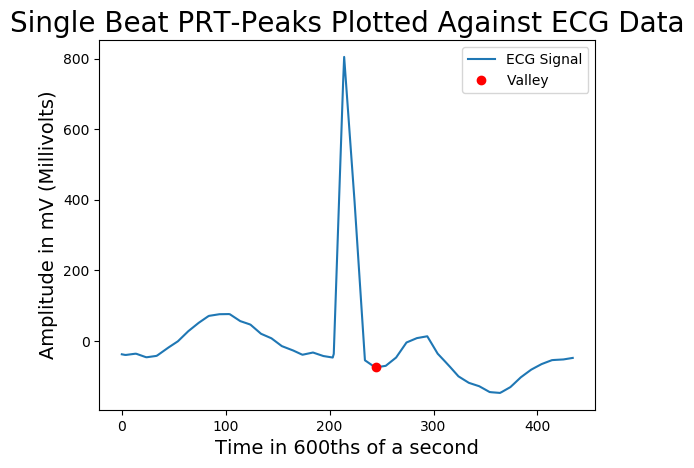 Single Beat PRT-Peaks Plotted Against ECG Data
ECG Signal
Valley
Amplitude in mV (Millivolts)
800
600
400
200
0
0 100 200 300 400
Time in 600ths of a second